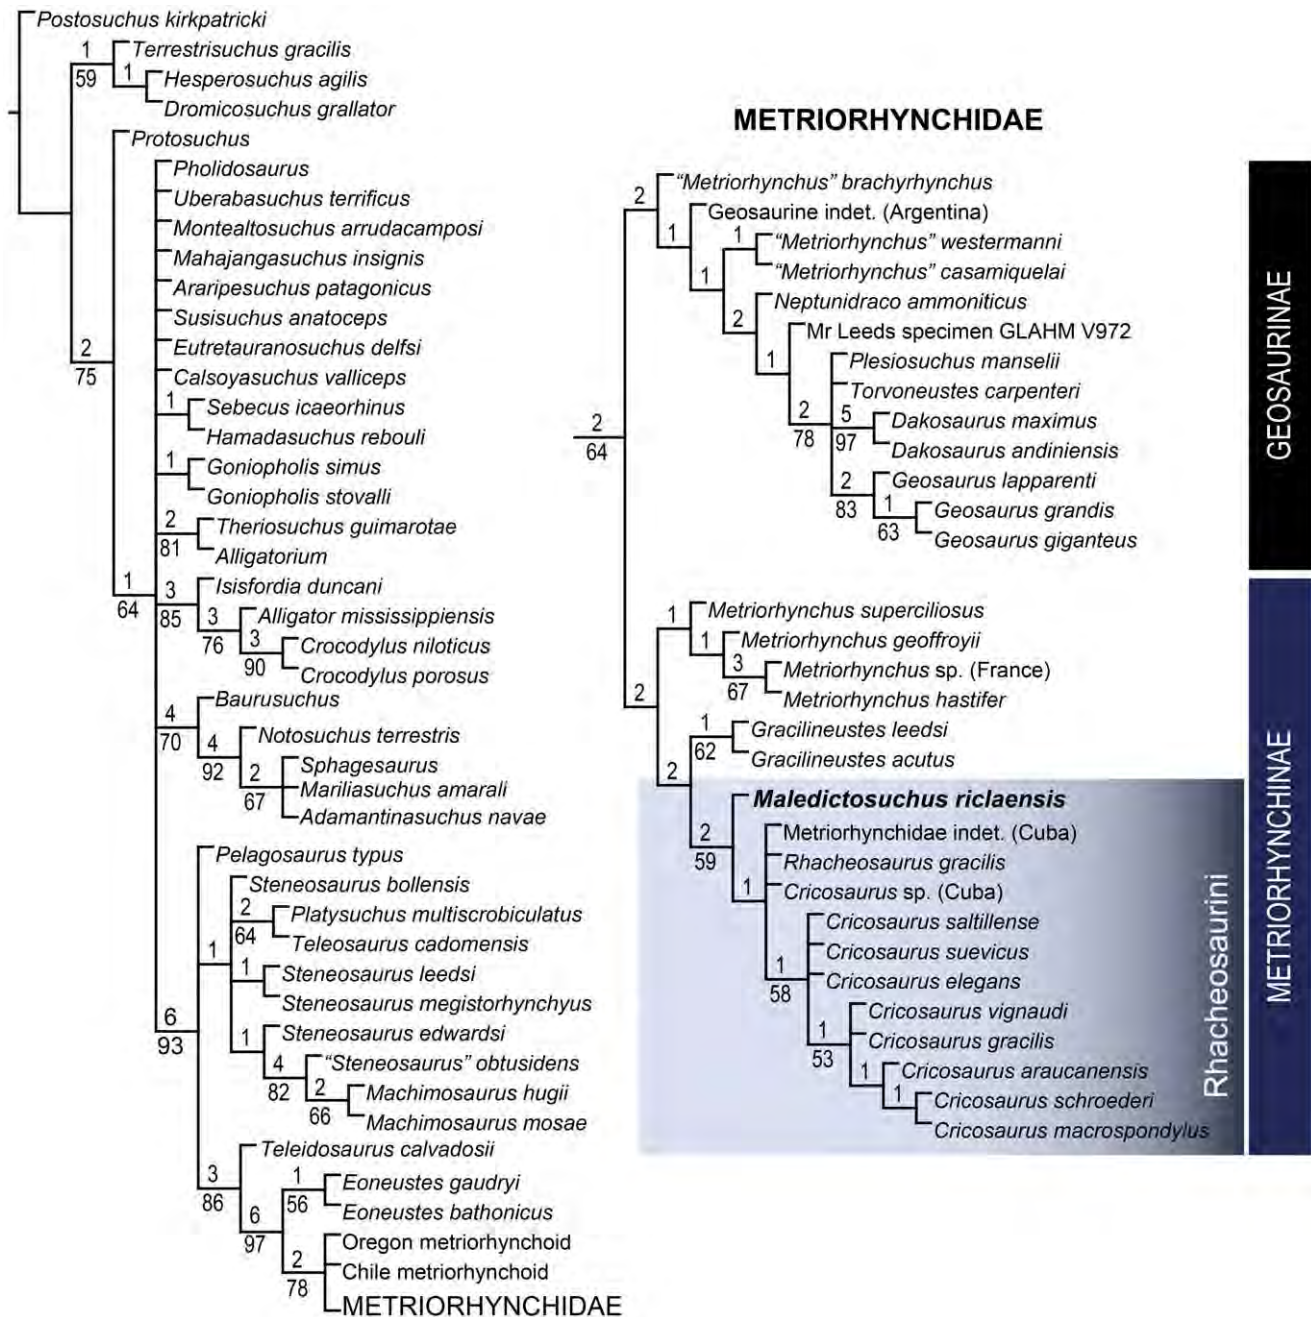 Postosuchus kirkpatricki
1
59
Terrestrisuchus gracilis
1
Hesperosuchus agilis
Dromicosuchus grallator
2
75
Protosuchus
1
64
Pholidosaurus
Uberabasuchus terrificus
Montealtosuchus arrudacamposi
Mahajangasuchus insignis
Araripesuchus patagonicus
Susisuchus anatoceps
Eutretauranosuchus delfsi
Calsoyasuchus valliceps
1
Sebecus icaeorhinus
Hamadasuchus rebouli
1
Goniopholis simus
Goniopholis stovalli
2
81
Theriosuchus guimarotae
Alligatorium
3
85
Isisfordia duncani
3
76
Alligator mississippiensis
3
90
Crocodylus niloticus
Crocodylus porosus
4
70
Baurusuchus
4
92
Notosuchus terrestris
2
67
Sphagesaurus
Mariliasuchus amarali
Adamantinasuchus navae
6
93
Pelagosaurus typus
1
Steneosaurus bollensis
2
64
Platysuchus multiscrobiculatus
Teleosaurus cadomensis
1
Steneosaurus leedsi
Steneosaurus megistorhynchyus
1
Steneosaurus edwardsi
4
82
"Steneosaurus" obtusidens
2
66
Machimosaurus hugii
Machimosaurus mosae
3
86
Teleidosaurus calvadosii
6
97
1
56
Eoneustes gaudryi
Eoneustes bathonicus
2
78
Oregon metriorhynchoid
Chile metriorhynchoid
METRIORHYNCHIDAE
METRIORHYNCHIDAE
2
64
2
"Metriorhynchus" brachyrhynchus
1
Geosaurine indet. (Argentina)
1
1
"Metriorhynchus" westermanni
"Metriorhynchus" casamiquelai
2
Neptunidraco ammoniticus
1
Mr Leeds specimen GLAHM V972
2
78
Plesiosuchus manselii
Torvoneustes carpenteri
5
97
Dakosaurus maximus
Dakosaurus andiniensis
2
83
Geosaurus lapparenti
1
63
Geosaurus grandis
Geosaurus giganteus
2
1
Metriorhynchus superciliosus
1
Metriorhynchus geoffroyii
3
67
Metriorhynchus sp. (France)
Metriorhynchus hastifer
2
1
62
Gracilineustes leedsi
Gracilineustes acutus
2
59
Maledictosuchus riclaensis
1
Metriorhynchidae indet. (Cuba)
Rhacheosaurus gracilis
Cricosaurus sp. (Cuba)
1
58
Cricosaurus saltillense
Cricosaurus suevicus
Cricosaurus elegans
1
53
Cricosaurus vignaudi
Cricosaurus gracilis
1
Cricosaurus araucanensis
1
Cricosaurus schroederi
Cricosaurus macrospondylus
Rhacheosaurini
GEOSAURINAE
METRIORHYNCHINAE